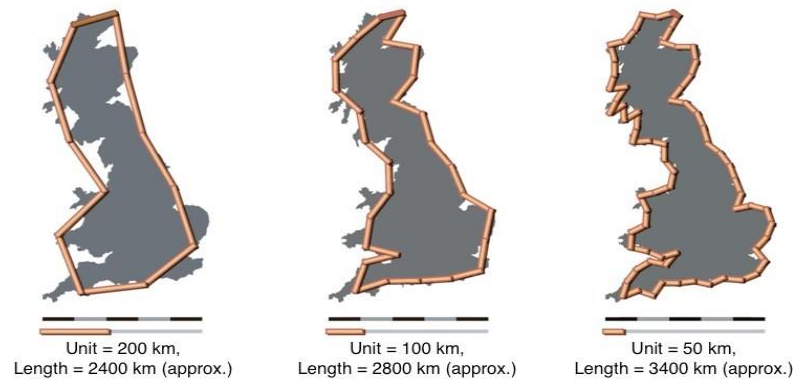 Unit = 200 km,
Length = 2400 km (approx.)
Unit = 100 km,
Length = 2800 km (approx.)
Unit = 50 km,
Length = 3400 km (approx.)